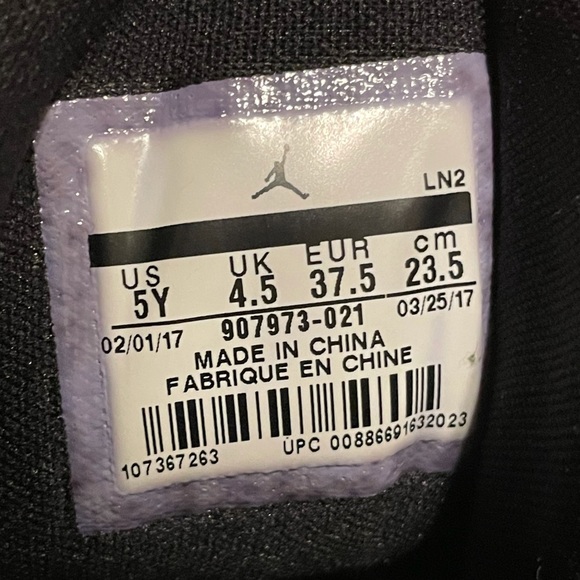 LN2
US UK EUR cm
5Y 4.5 37.5 23.5
02/01/17 907973-021 03/25/17
MADE IN CHINA
FABRIQUE EN CHINE
107367263 UPC 00886691632023